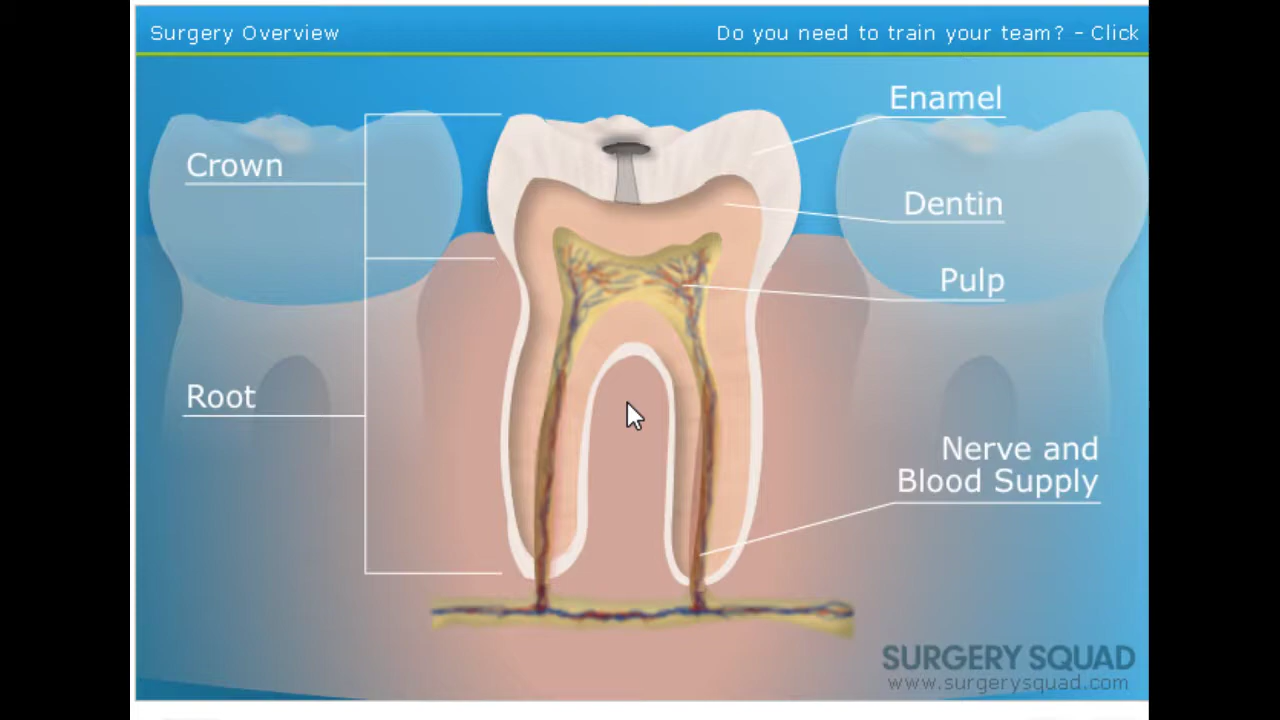 Surgery Overview
Do you need to train your team? - Click
Enamel
Crown
Dentin
Pulp
Root
Nerve and
Blood Supply
SURGERY SQUAD
www.surgerysquad.com